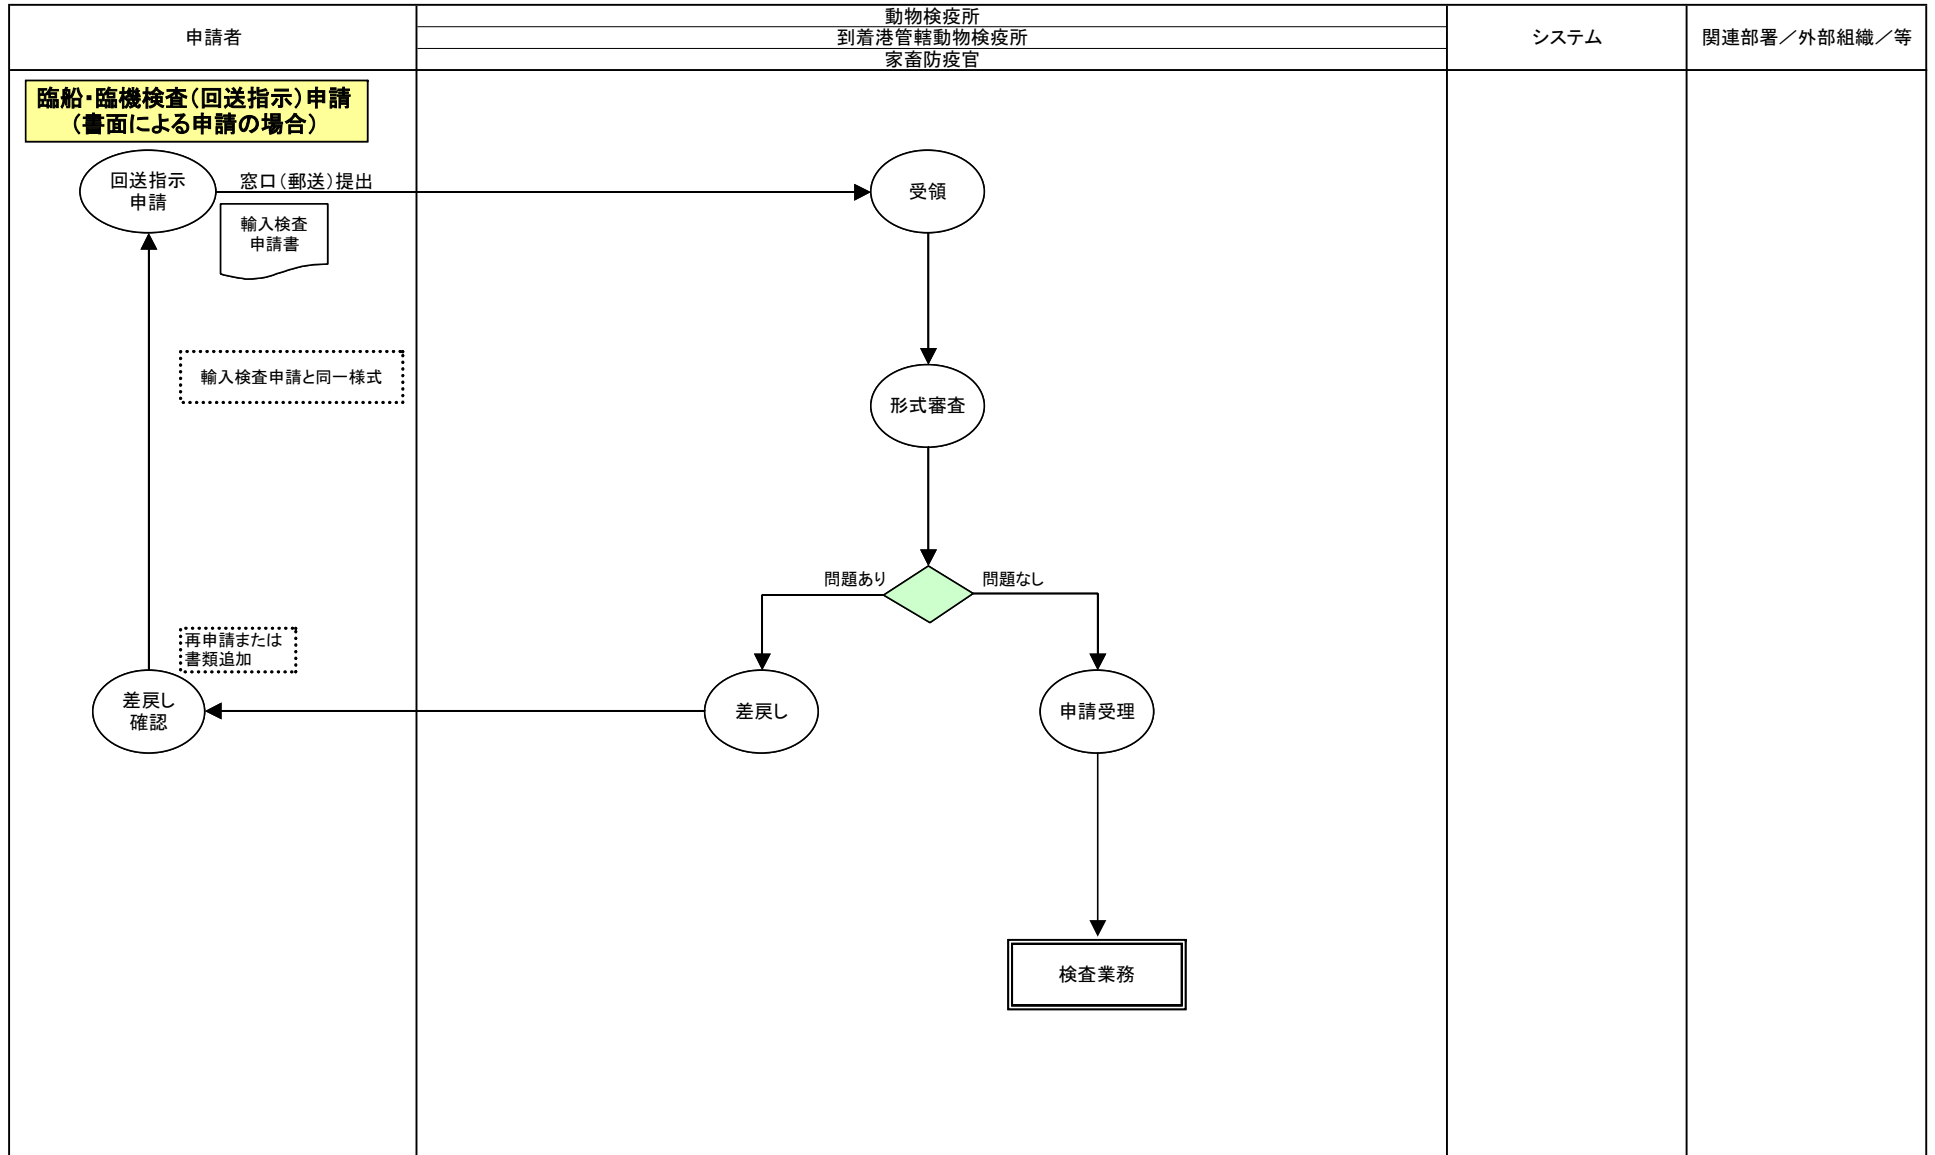 申請者
動物検疫所
到着港管轄動物検疫所
家畜防疫官
システム
関連部署／外部組織／等
臨船・臨機検査（回送指示）申請
（書面による申請の場合）
回送指示
申請
窓口（郵送）提出
輸入検査
申請書
受領
輸入検査申請と同一様式
形式審査
問題あり
問題なし
再申請または
書類追加
差戻し
確認
差戻し
申請受理
検査業務